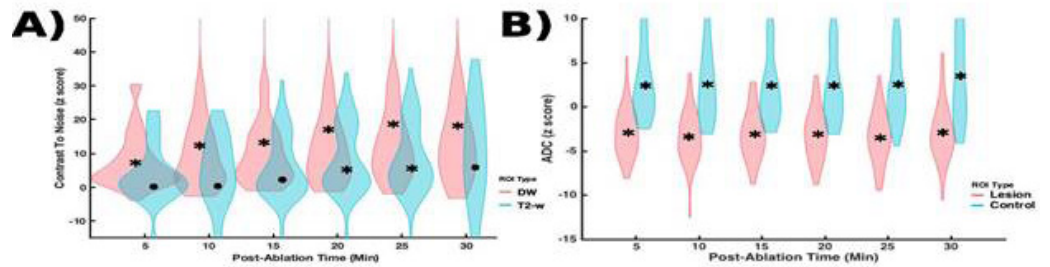 A)
50
40
30
20
10
0
-10
Contrast To Noise (z score)
5
10
15
20
25
30
Post-Ablation Time (Min)
ROI Type
DW
T2-w
B)
10
5
0
-5
-10
-15
ADC (z score)
5
10
15
20
25
30
Post-Ablation Time (Min)
ROI Type
Lesion
Control